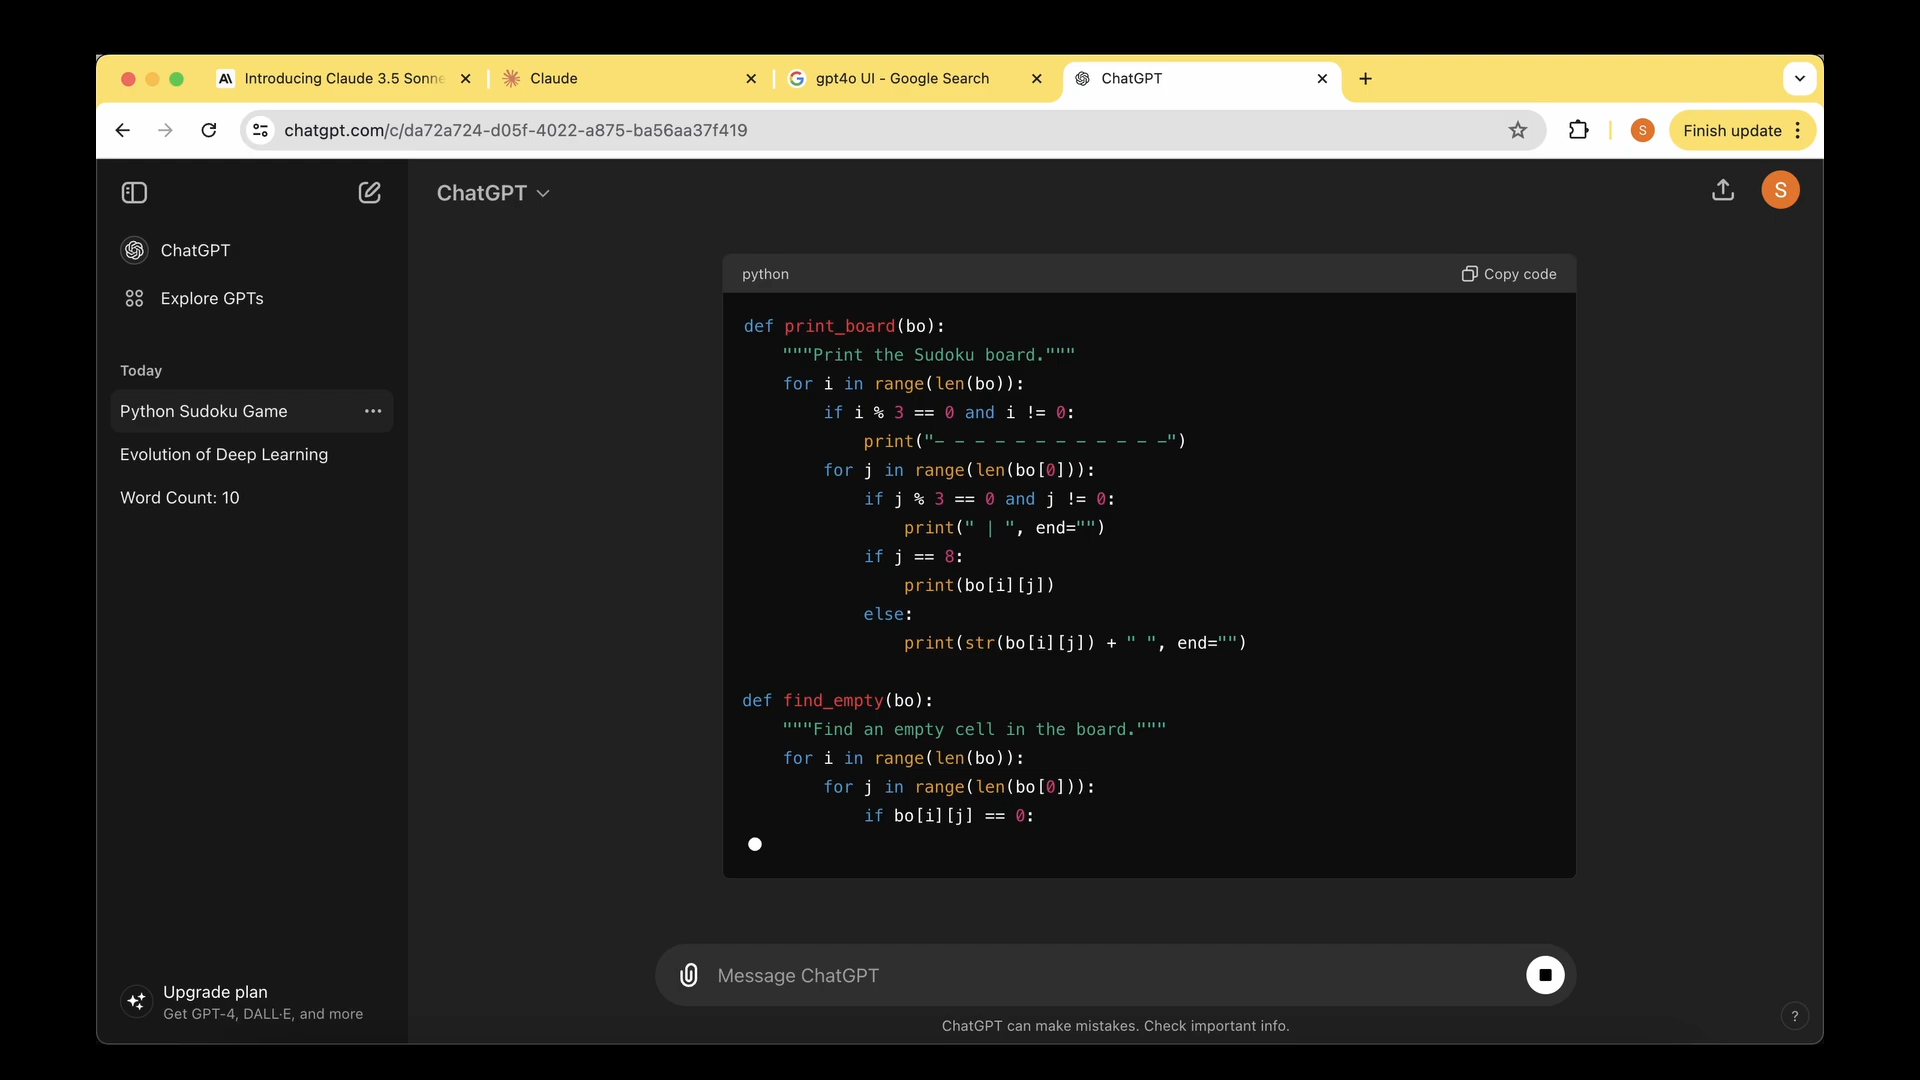 Introducing Claude 3.5 Sonne
Claude
gpt4o UI - Google Search
ChatGPT
chatgpt.com/c/da72a724-d05f-4022-a875-ba56aa37f419
S
Finish update
ChatGPT
S
ChatGPT
Explore GPTs
Today
Python Sudoku Game
Evolution of Deep Learning
Word Count: 10
Upgrade plan
Get GPT-4, DALL·E, and more
python
Copy code
def print_board(bo):
    """Print the Sudoku board."""
    for i in range(len(bo)):
        if i % 3 == 0 and i != 0:
            print("- - - - - - - - - - - -")
        for j in range(len(bo[0])):
            if j % 3 == 0 and j != 0:
                print(" | ", end="")
            if j == 8:
                print(bo[i][j])
            else:
                print(str(bo[i][j]) + " ", end="")
def find_empty(bo):
    """Find an empty cell in the board."""
    for i in range(len(bo)):
        for j in range(len(bo[0])):
            if bo[i][j] == 0:
Message ChatGPT
ChatGPT can make mistakes. Check important info.
?